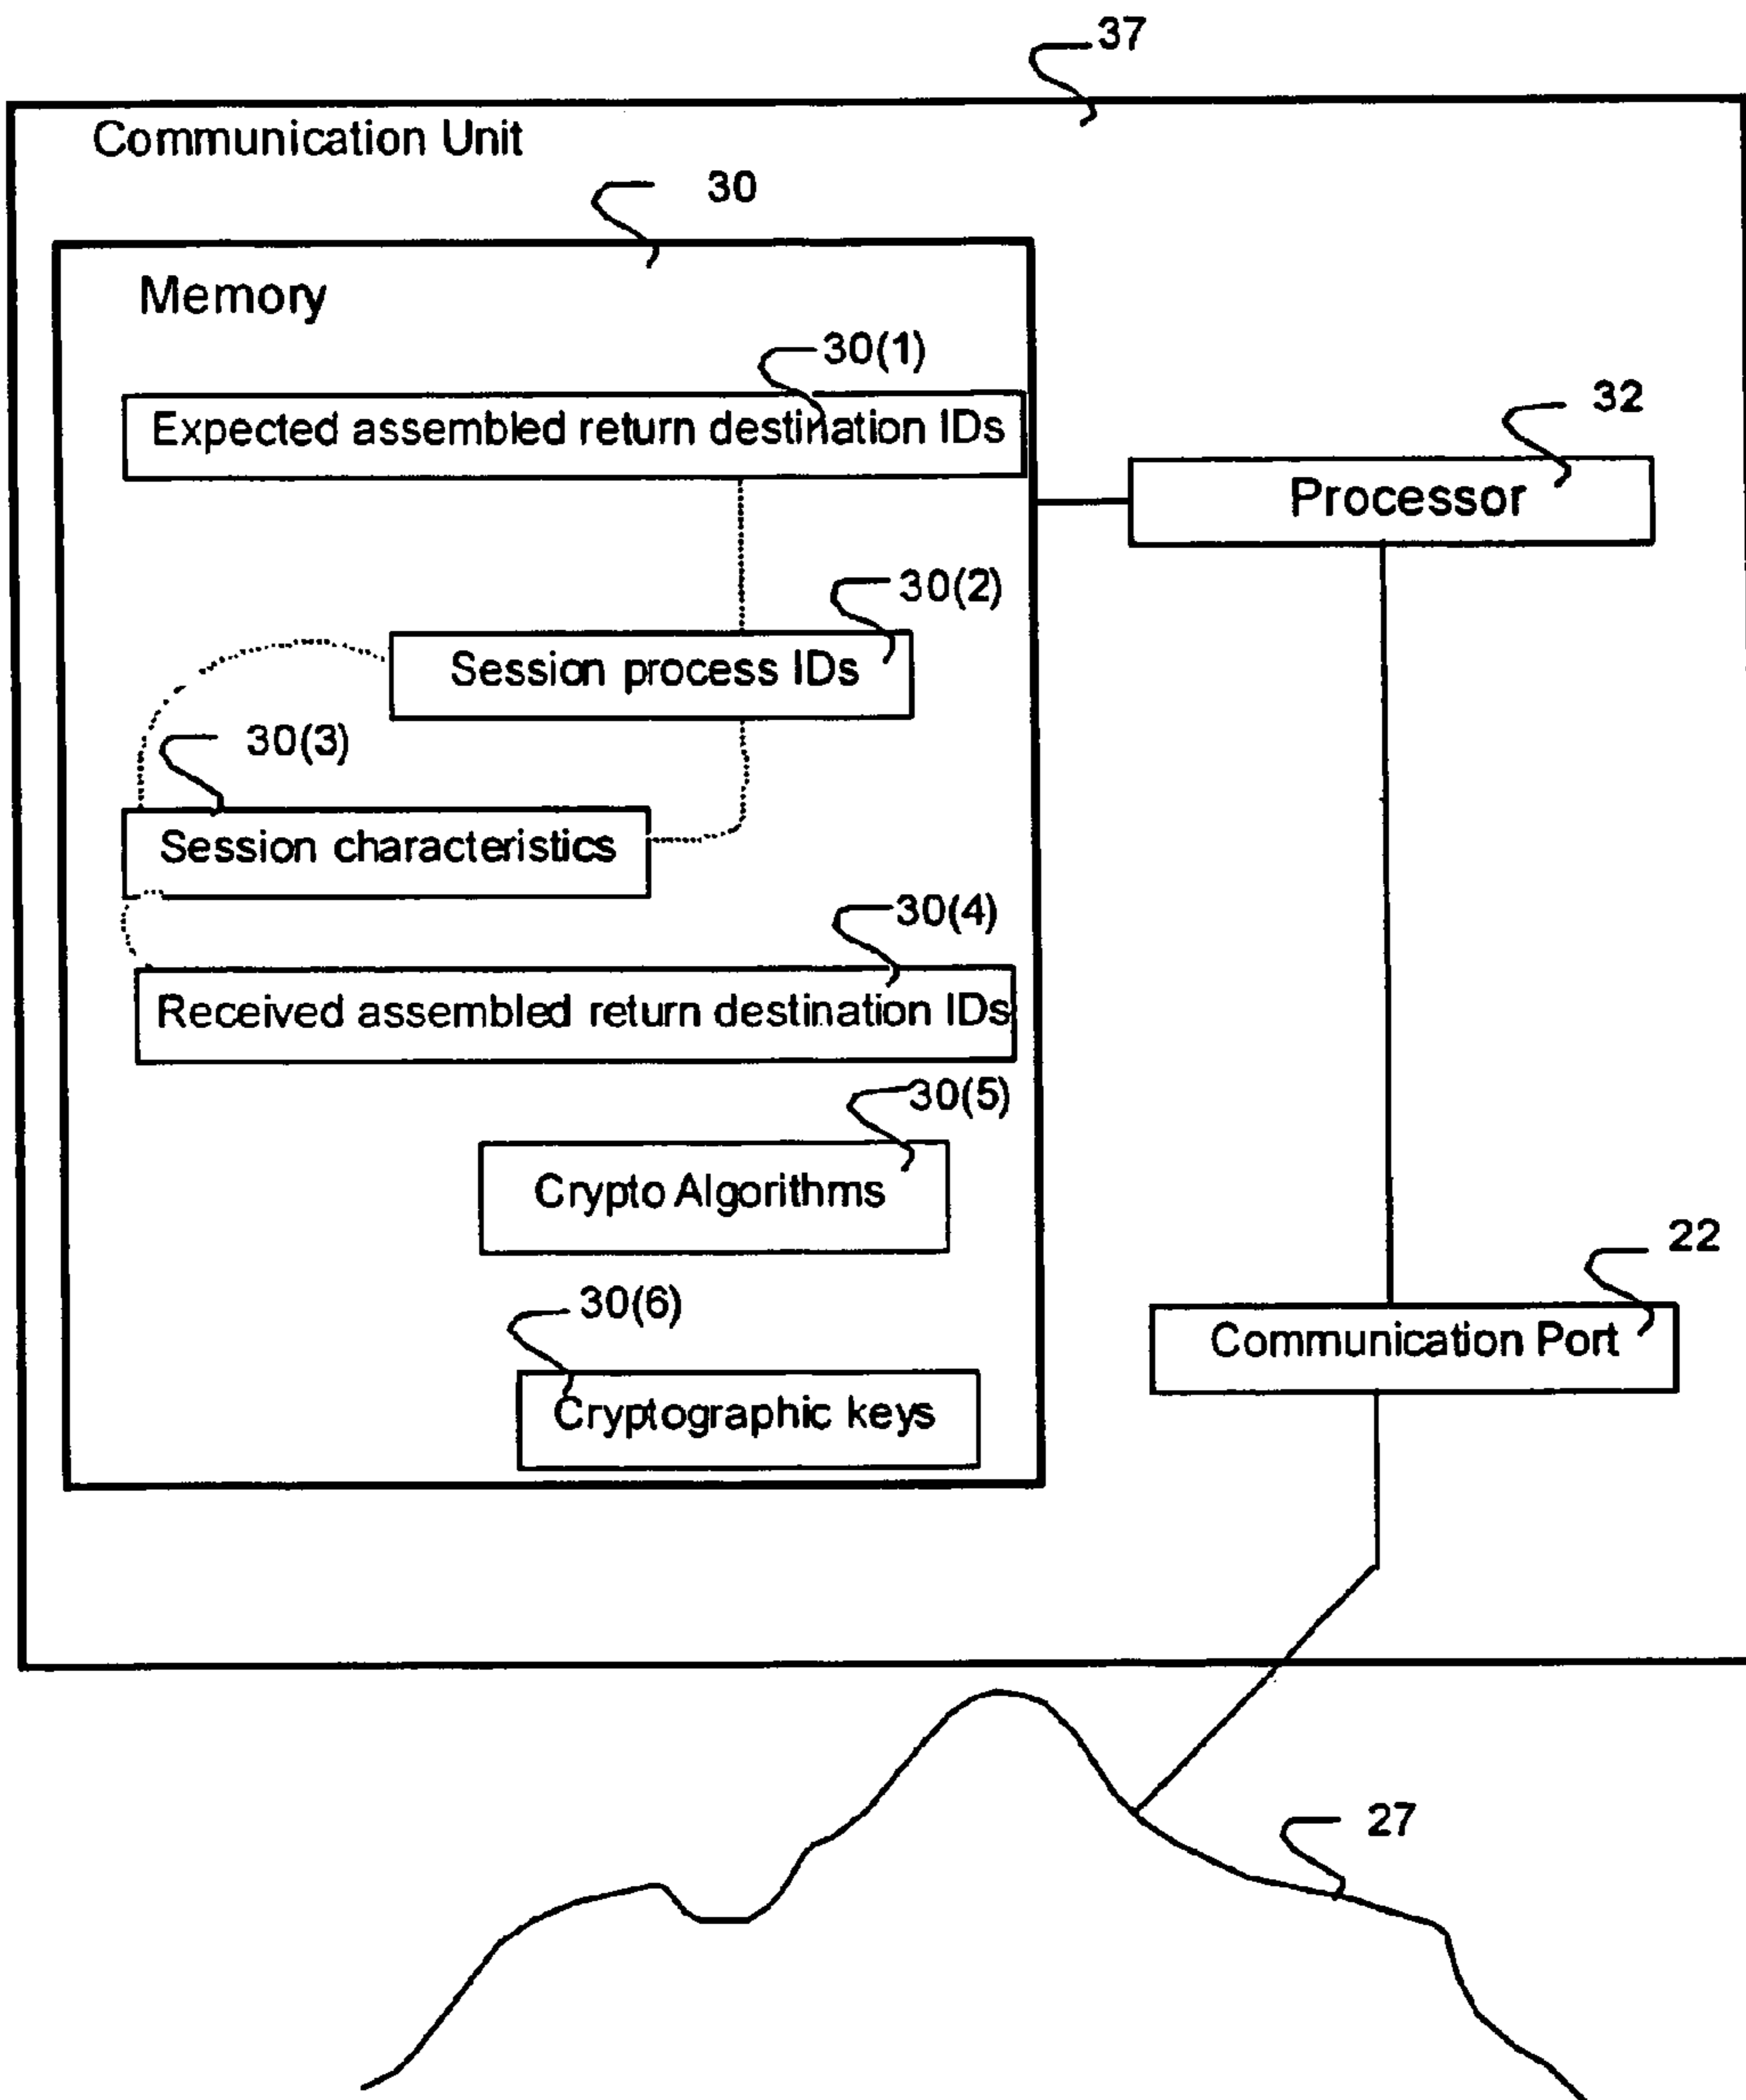 37
Communication Unit
30
Memory
30(1)
Expected assembled return destination IDs
32
Processor
30(2)
Session process IDs
30(3)
Session characteristics
30(4)
Received assembled return destination IDs
30(5)
Crypto Algorithms
22
30(6)
Communication Port
Cryptographic keys
27